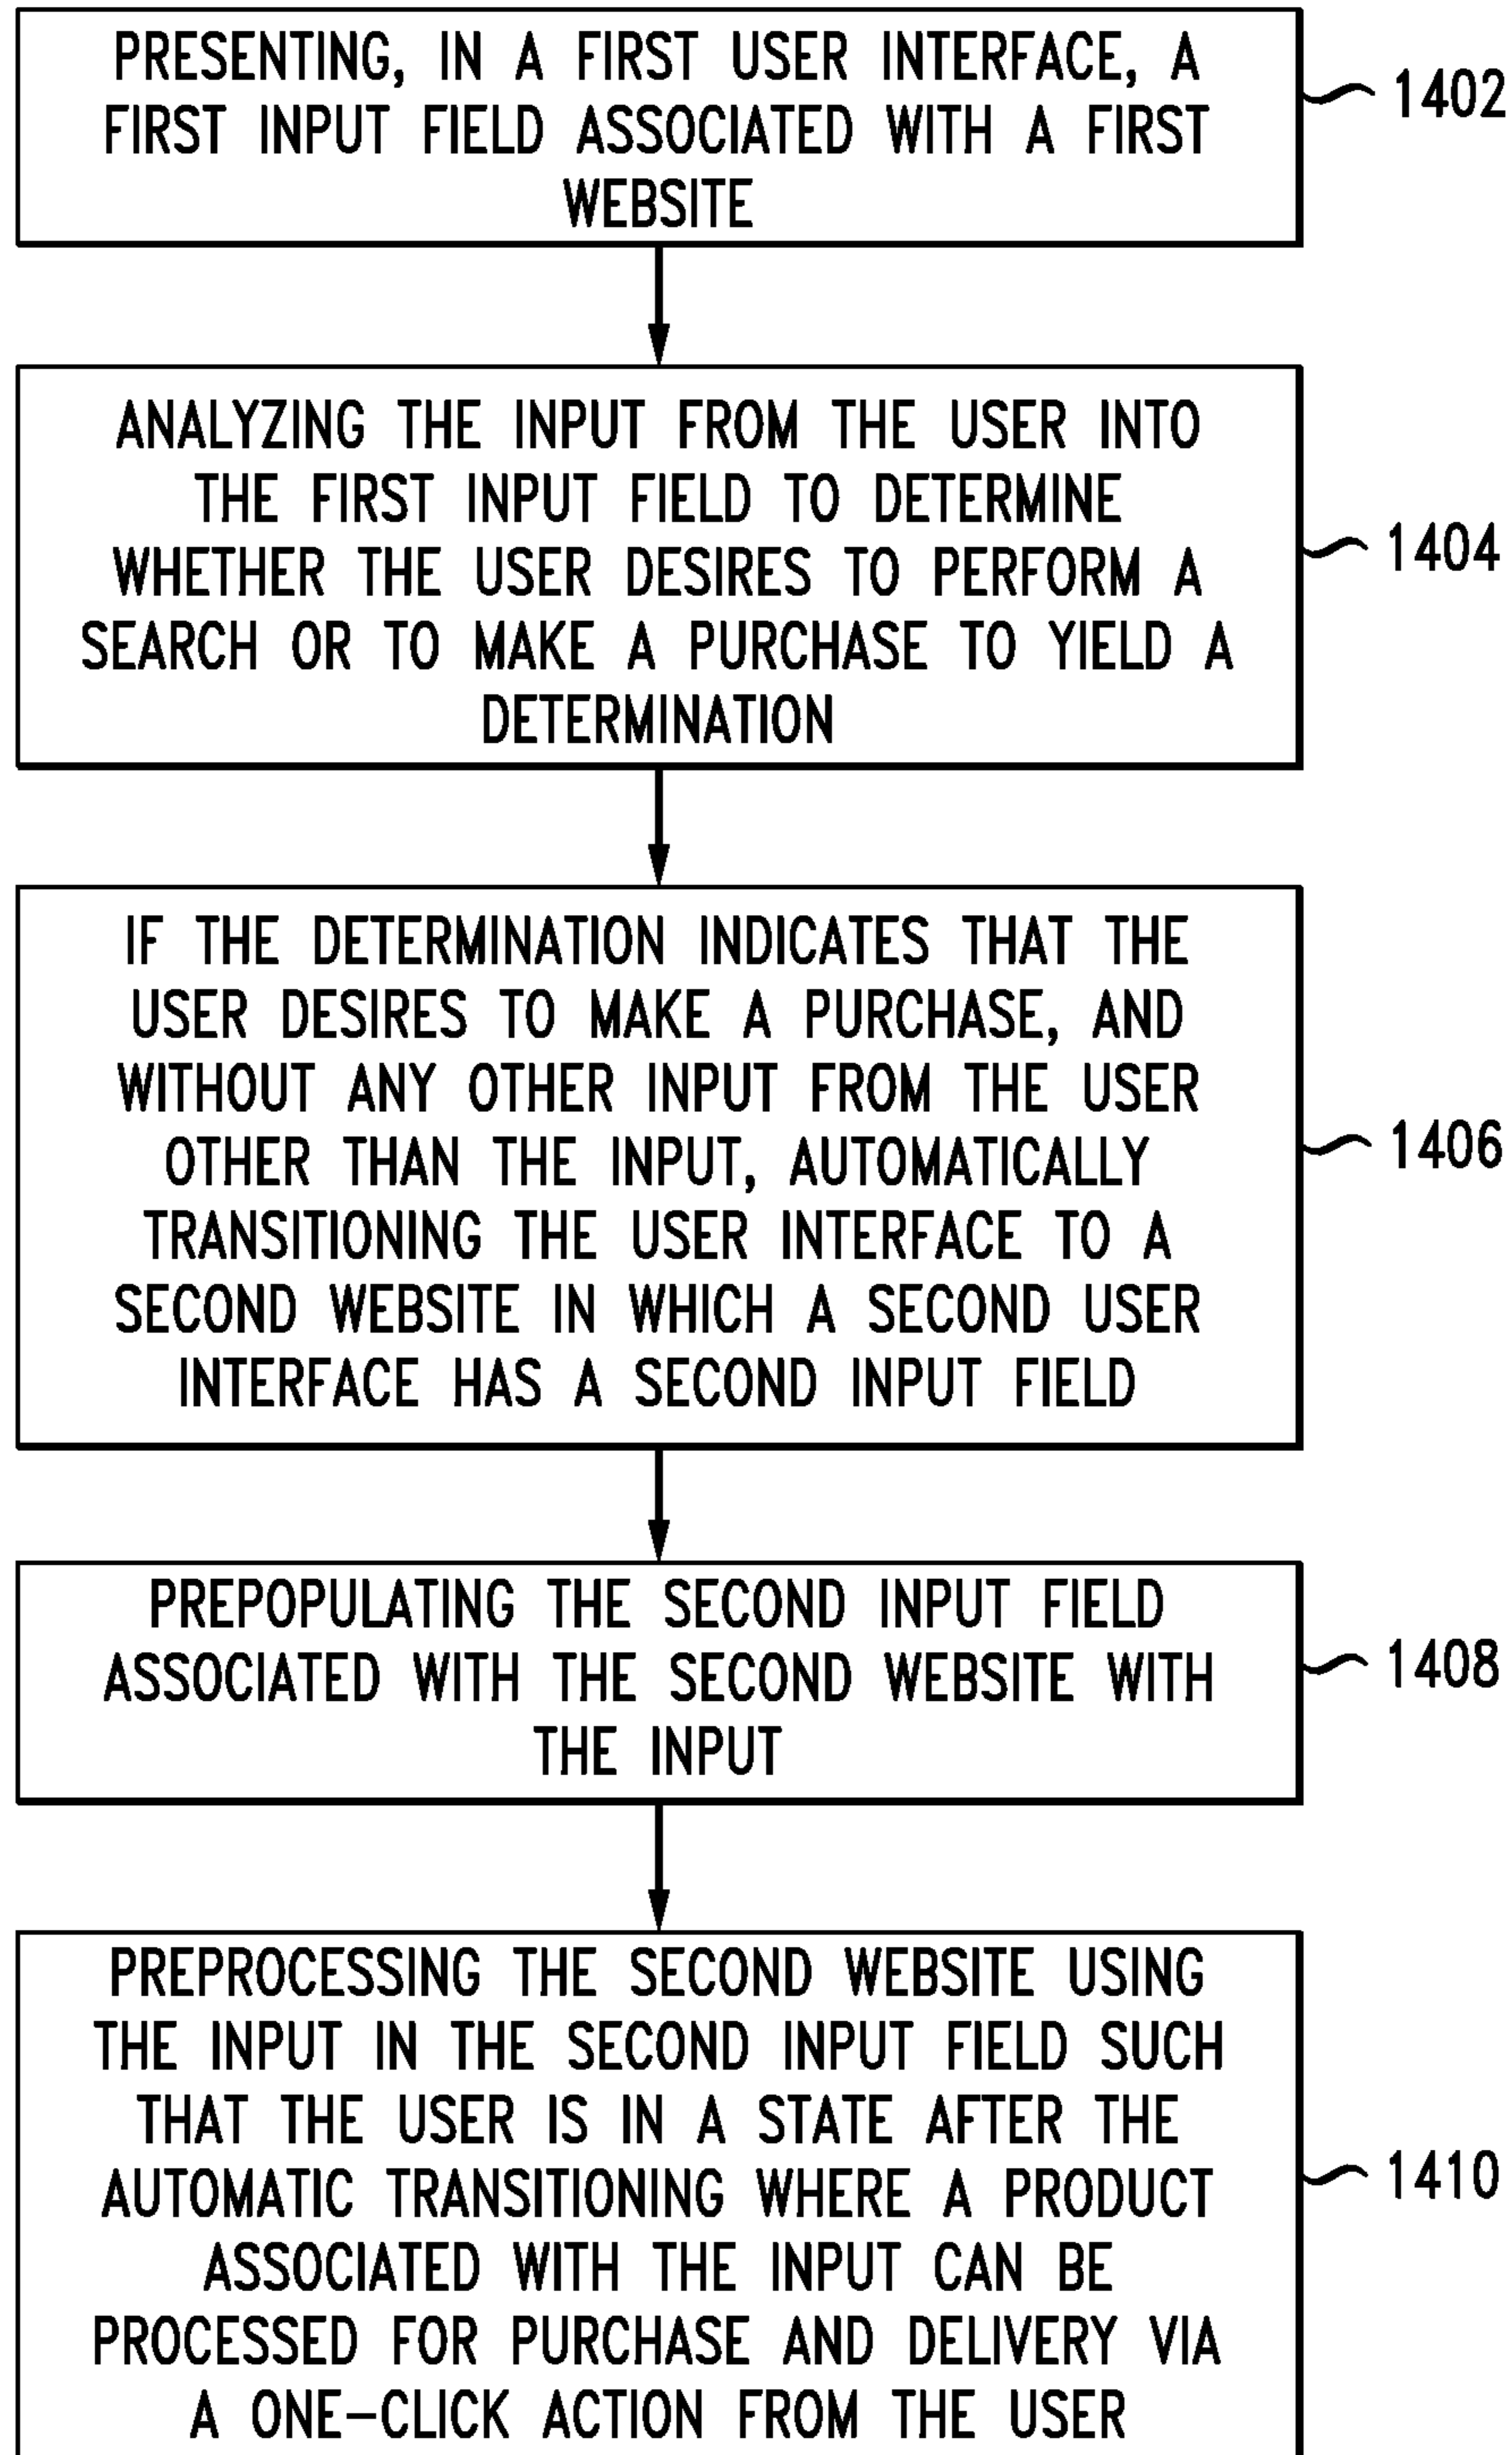 PRESENTING, IN A FIRST USER INTERFACE, A
FIRST INPUT FIELD ASSOCIATED WITH A FIRST
WEBSITE
1402
ANALYZING THE INPUT FROM THE USER INTO
THE FIRST INPUT FIELD TO DETERMINE
WHETHER THE USER DESIRES TO PERFORM A
SEARCH OR TO MAKE A PURCHASE TO YIELD A
DETERMINATION
1404
IF THE DETERMINATION INDICATES THAT THE
USER DESIRES TO MAKE A PURCHASE, AND
WITHOUT ANY OTHER INPUT FROM THE USER
OTHER THAN THE INPUT, AUTOMATICALLY
TRANSITIONING THE USER INTERFACE TO A
SECOND WEBSITE IN WHICH A SECOND USER
INTERFACE HAS A SECOND INPUT FIELD
1406
PREPOPULATING THE SECOND INPUT FIELD
ASSOCIATED WITH THE SECOND WEBSITE WITH
THE INPUT
1408
PREPROCESSING THE SECOND WEBSITE USING
THE INPUT IN THE SECOND INPUT FIELD SUCH
THAT THE USER IS IN A STATE AFTER THE
AUTOMATIC TRANSITIONING WHERE A PRODUCT
ASSOCIATED WITH THE INPUT CAN BE
PROCESSED FOR PURCHASE AND DELIVERY VIA
A ONE-CLICK ACTION FROM THE USER
1410